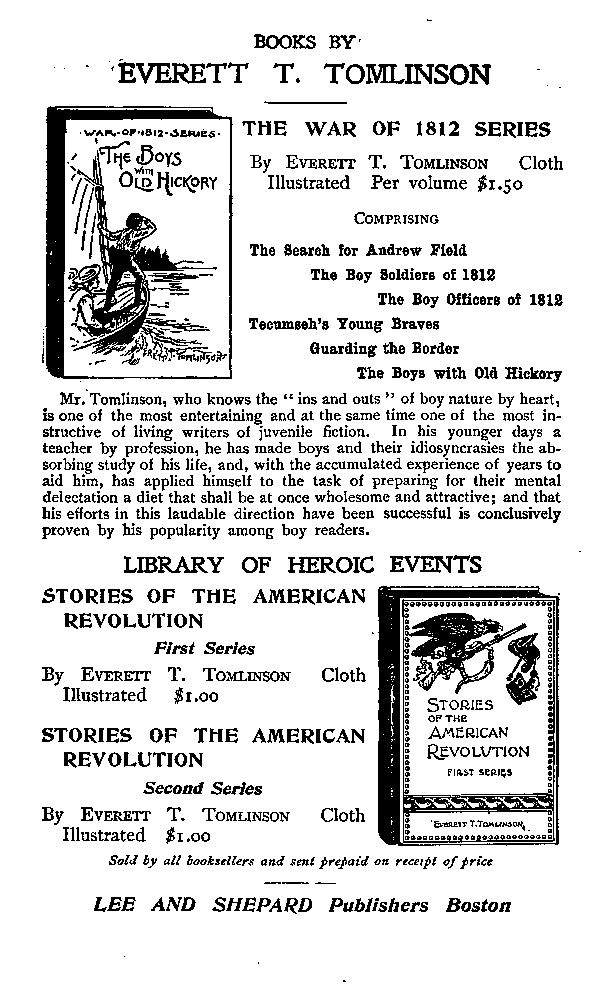 BOOKS BY
EVERETT T. TOMLINSON
·WAR·OF·1812·SERIES·
THE BOYS
WITH
OLD HICKORY
EVERETT T. TOMLINSON
THE WAR OF 1812 SERIES
By EVERETT T. TOMLINSON Cloth
Illustrated Per volume $1.50
COMPRISING
The Search for Andrew Field
The Boy Soldiers of 1812
The Boy Officers of 1812
Tecumseh's Young Braves
Guarding the Border
The Boys with Old Hickory
Mr. Tomlinson, who knows the “ ins and outs ” of boy nature by heart,
is one of the most entertaining and at the same time one of the most in-
structive of living writers of juvenile fiction. In his younger days a
teacher by profession, he has made boys and their idiosyncrasies the ab-
sorbing study of his life, and, with the accumulated experience of years to
aid him, has applied himself to the task of preparing for their mental
delectation a diet that shall be at once wholesome and attractive; and that
his efforts in this laudable direction have been successful is conclusively
proven by his popularity among boy readers.
LIBRARY OF HEROIC EVENTS
STORIES OF THE AMERICAN
REVOLUTION
First Series
By EVERETT T. TOMLINSON Cloth
Illustrated $1.00
STORIES OF THE AMERICAN
REVOLUTION
Second Series
By EVERETT T. TOMLINSON Cloth
Illustrated $1.00
STORIES
OF THE
AMERICAN
REVOLUTION
FIRST SERIES
EVERETT T. TOMLINSON
Sold by all booksellers and sent prepaid on receipt of price
LEE AND SHEPARD Publishers Boston